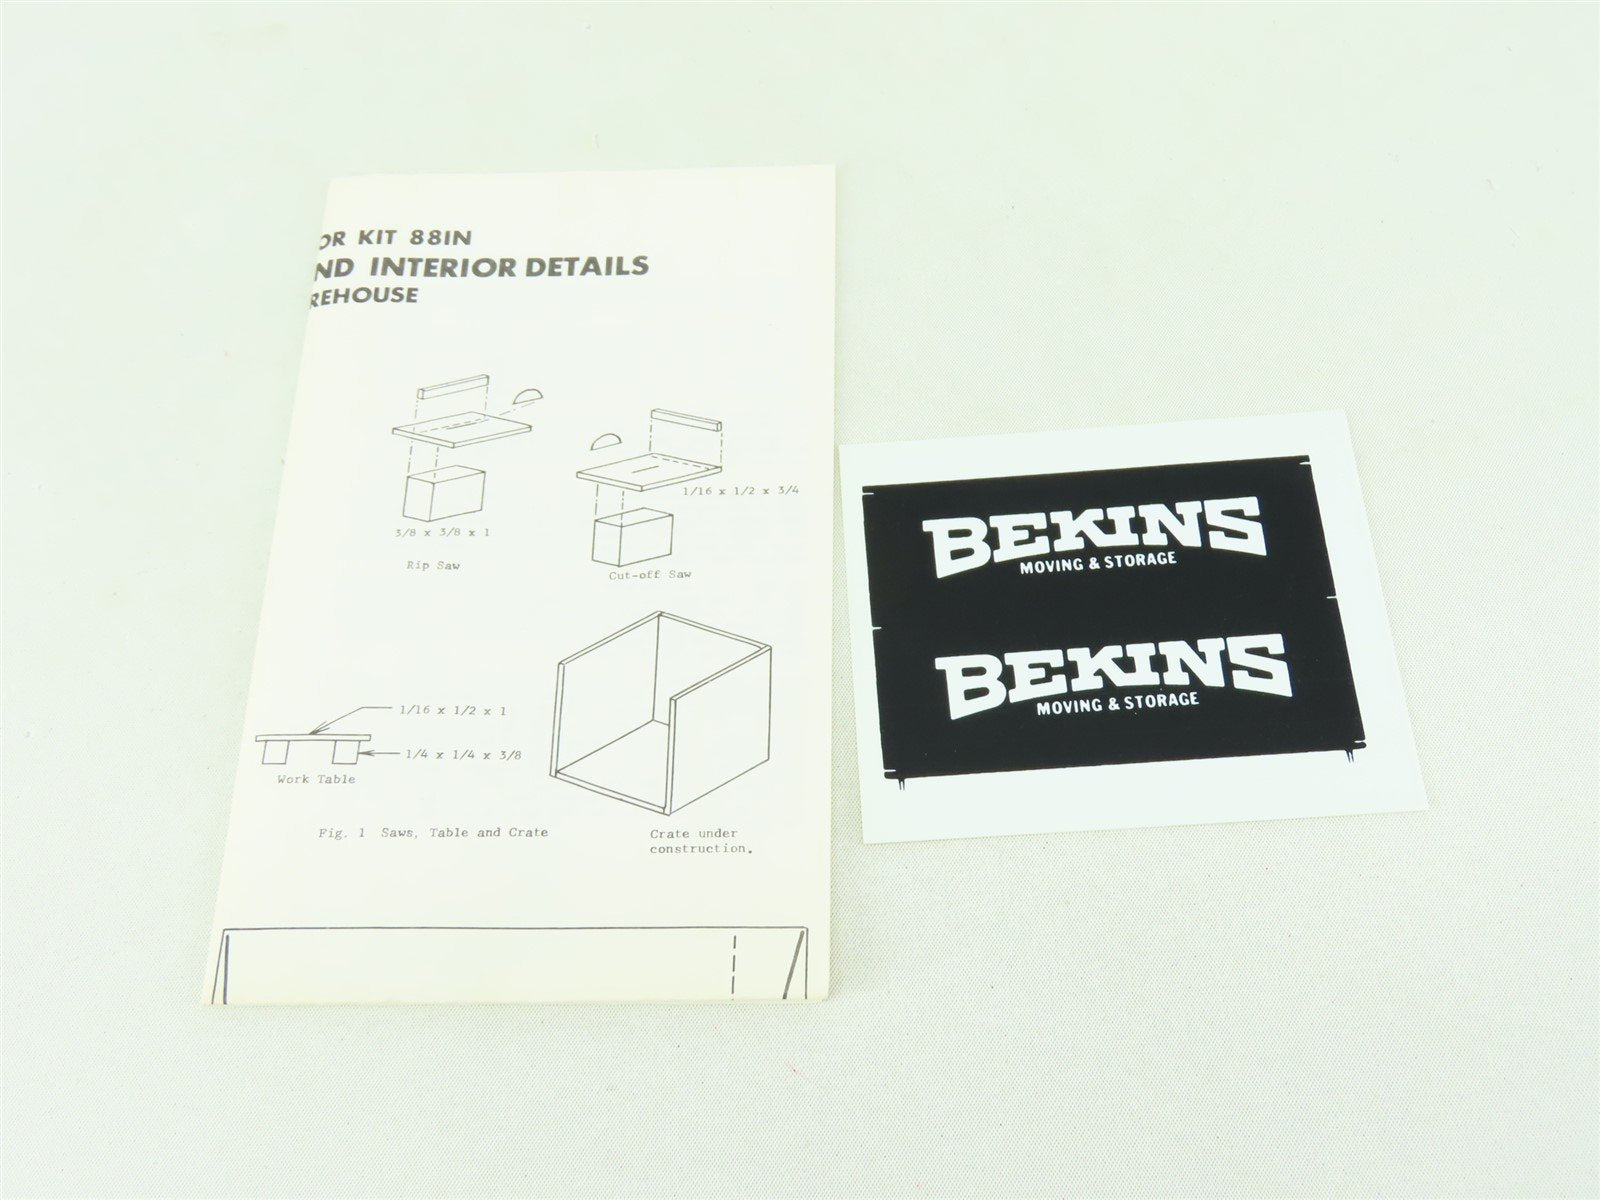 OR KIT 88IN
ND INTERIOR DETAILS
REHOUSE
1/16 x 1/2 x 3/4
3/8 x 3/8 x 1
Rip Saw
Cut-off Saw
1/16 x 1/2 x 1
1/4 x 1/4 x 3/8
Work Table
Fig. 1 Saws, Table and Crate
Crate under
construction.
BEKINS
MOVING & STORAGE
BEKINS
MOVING & STORAGE